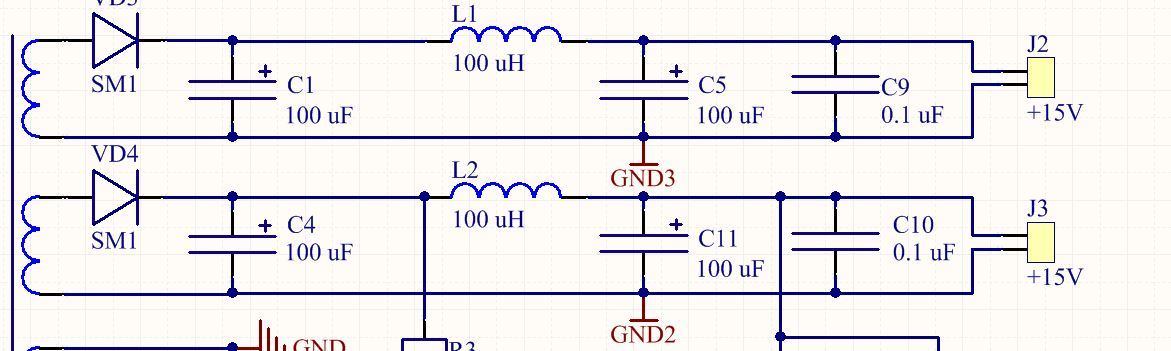 VD3
L1
J2
SM1
100 uH
C1
100 uF
C5
100 uF
C9
0.1 uF
+15V
VD4
L2
GND3
J3
SM1
100 uH
C4
100 uF
C11
100 uF
C10
0.1 uF
+15V
GND2
GND
R3